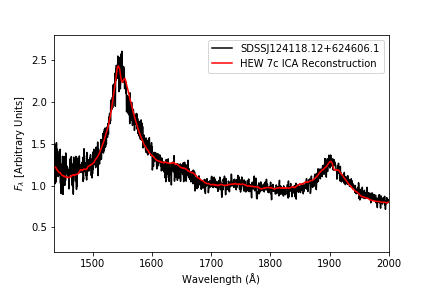 SDSSJ124118.12+624606.1
HEW 7c ICA Reconstruction
2.5
2.0
1.5
1.0
0.5
Fλ [Arbitrary Units]
1500 1600 1700 1800 1900 2000
Wavelength (Å)